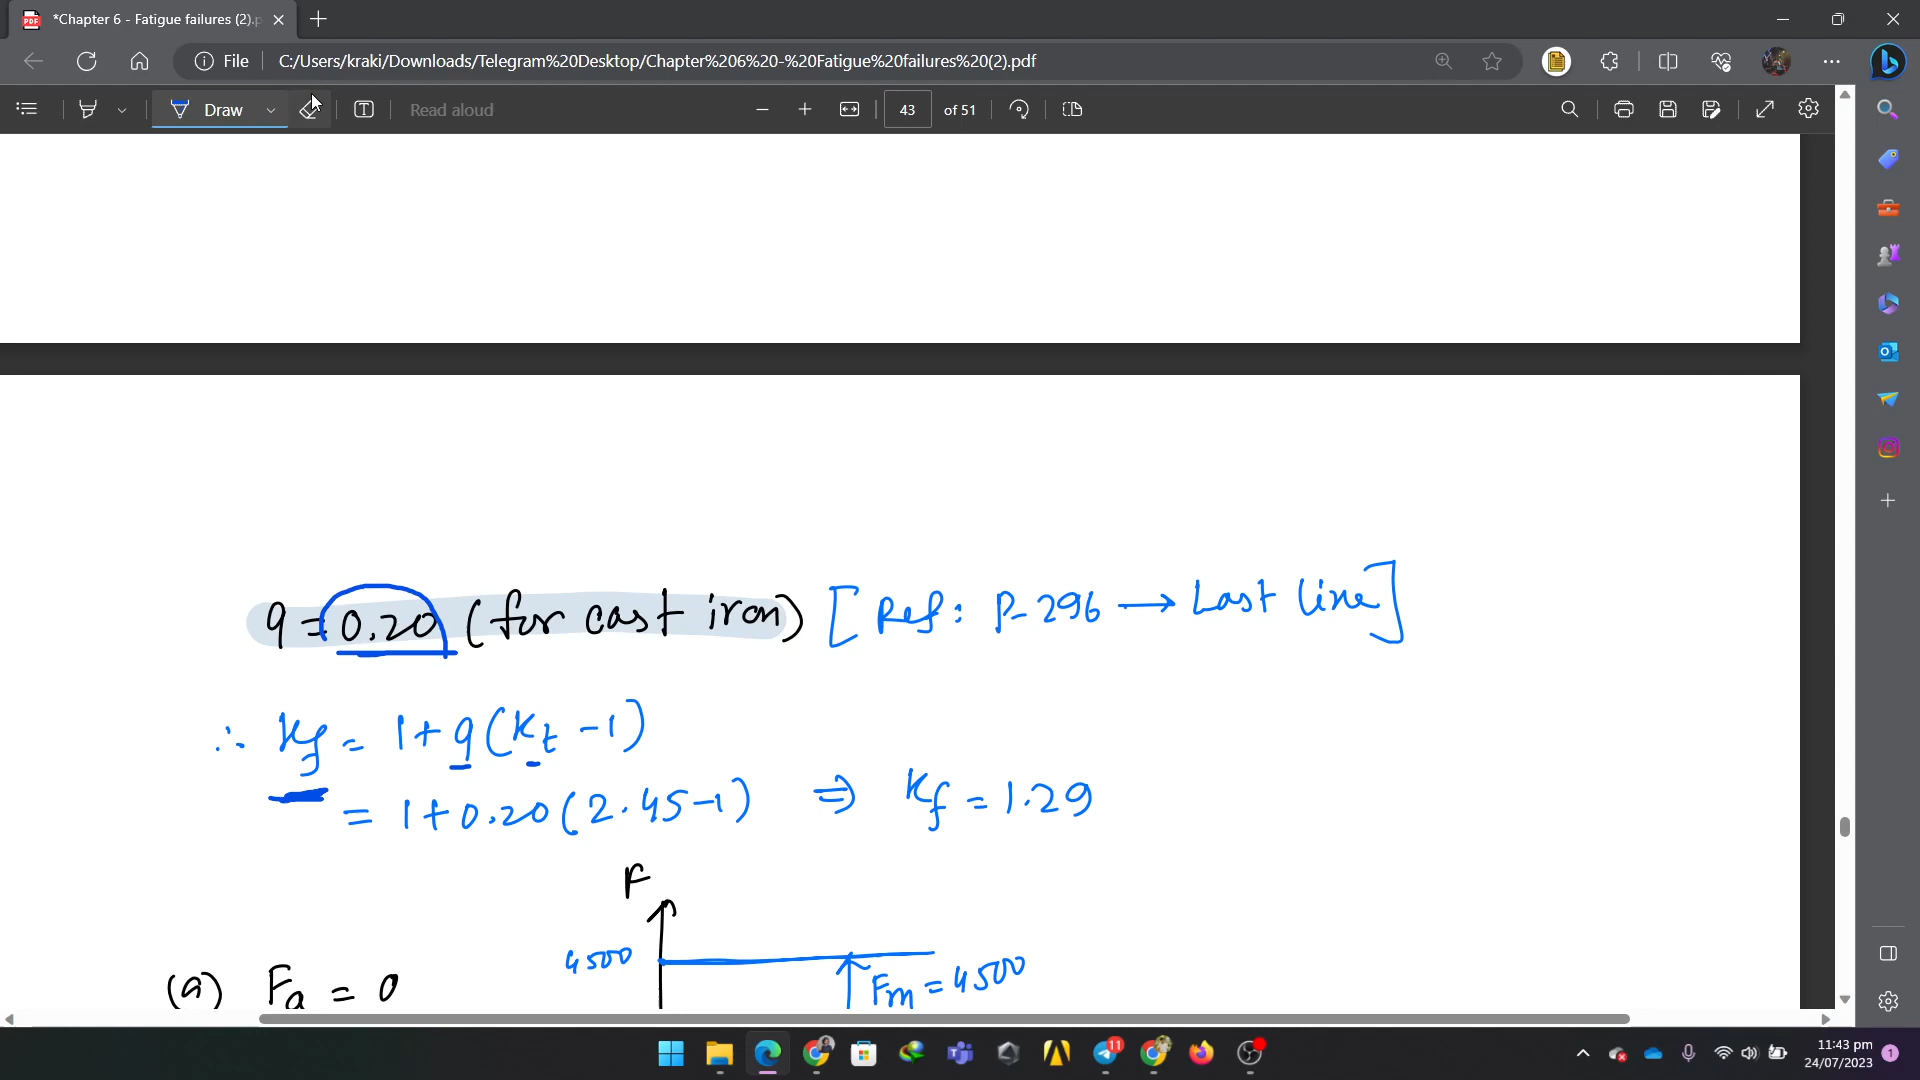 *Chapter 6 - Fatigue failures (2).p
File
C:/Users/kraki/Downloads/Telegram%20Desktop/Chapter%206%20-%20Fatigue%20failures%20(2).pdf
Draw
Read aloud
43 of 51
q = 0.20 (for cast iron) [Ref: P-296 → Last line]
∴ Kf = 1+q(Kt -1)
= 1+0.20(2.45-1) ⇒ Kf = 1.29
F
4500
Fm = 4500
(a) Fa = 0
11
11:43 pm
24/07/2023
1